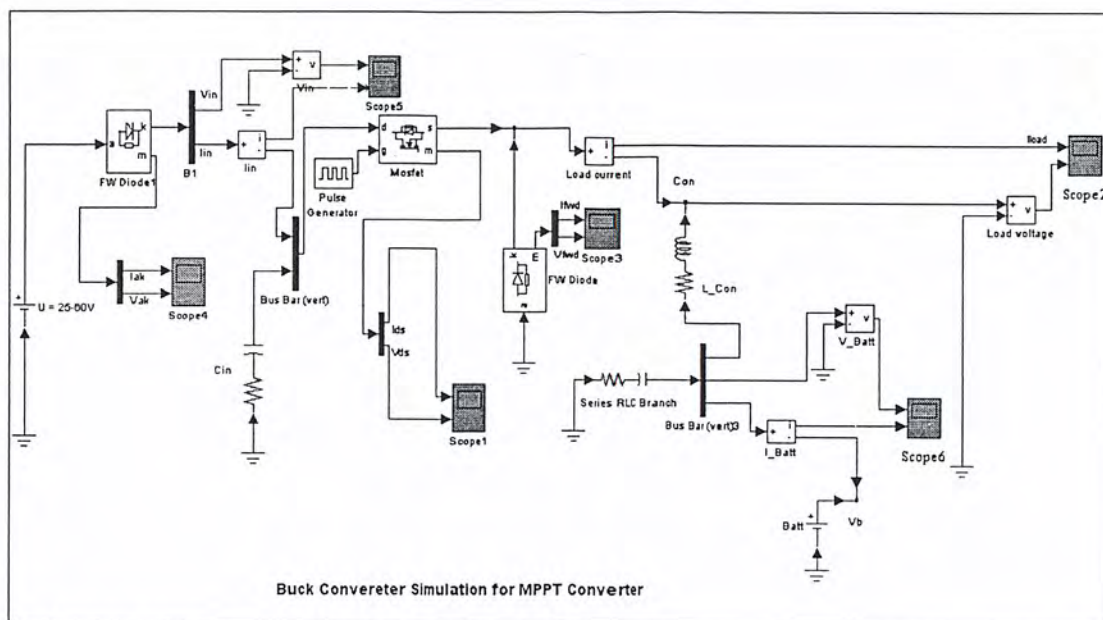 Vin
+
-
v
Vin
Scope5
k
a
m
FW Diode1
B1
Iin
+
i
-
Iin
d
g
s
m
Mosfet
Pulse
Generator
+
i
-
Load current
Iload
Scope2
Con
+
-
v
Load voltage
Ifwd
Vfwd
Scope3
k
FW Diode
Iak
Vak
Scope4
+
U = 25-60V
Bus Bar (vert)
Cin
Ids
Vds
Scope1
L_Con
+
-
v
V_Batt
Series RLC Branch
Bus Bar (vert)3
+
i
-
I_Batt
Scope6
+
Batt
Vb
Buck Convereter Simulation for MPPT Converter